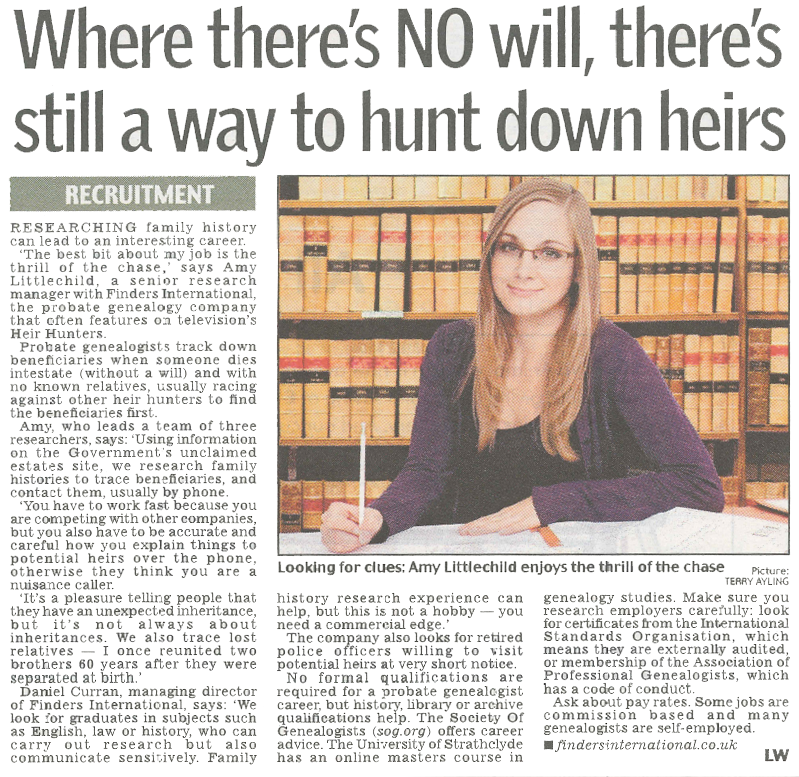 Where there's NO will, there's
still a way to hunt down heirs
RECRUITMENT
RESEARCHING family history
can lead to an interesting career.
'The best bit about my job is the
thrill of the chase,' says Amy
Littlechild, a senior research
manager with Finders International,
the probate genealogy company
that often features on television's
Heir Hunters.
Probate genealogists track down
beneficiaries when someone dies
intestate (without a will) and with
no known relatives, usually racing
against other heir hunters to find
the beneficiaries first.
Amy, who leads a team of three
researchers, says: 'Using information
on the Government's unclaimed
estates site, we research family
histories to trace beneficiaries, and
contact them, usually by phone.
'You have to work fast because you
are competing with other companies,
but you also have to be accurate and
careful how you explain things to
potential heirs over the phone,
otherwise they think you are a
nuisance caller.
'It's a pleasure telling people that
they have an unexpected inheritance,
but it's not always about
inheritances. We also trace lost
relatives — I once reunited two
brothers 60 years after they were
separated at birth.'
Daniel Curran, managing director
of Finders International, says: 'We
look for graduates in subjects such
as English, law or history, who can
carry out research but also
communicate sensitively. Family
Looking for clues: Amy Littlechild enjoys the thrill of the chase
Picture:
TERRY AYLING
history research experience can
help, but this is not a hobby — you
need a commercial edge.'
The company also looks for retired
police officers willing to visit
potential heirs at very short notice.
No formal qualifications are
required for a probate genealogist
career, but history, library or archive
qualifications help. The Society Of
Genealogists (sog.org) offers career
advice. The University of Strathclyde
has an online masters course in
genealogy studies. Make sure you
research employers carefully: look
for certificates from the International
Standards Organisation, which
means they are externally audited,
or membership of the Association of
Professional Genealogists, which
has a code of conduct.
Ask about pay rates. Some jobs are
commission based and many
genealogists are self-employed.
■ findersinternational.co.uk
LW